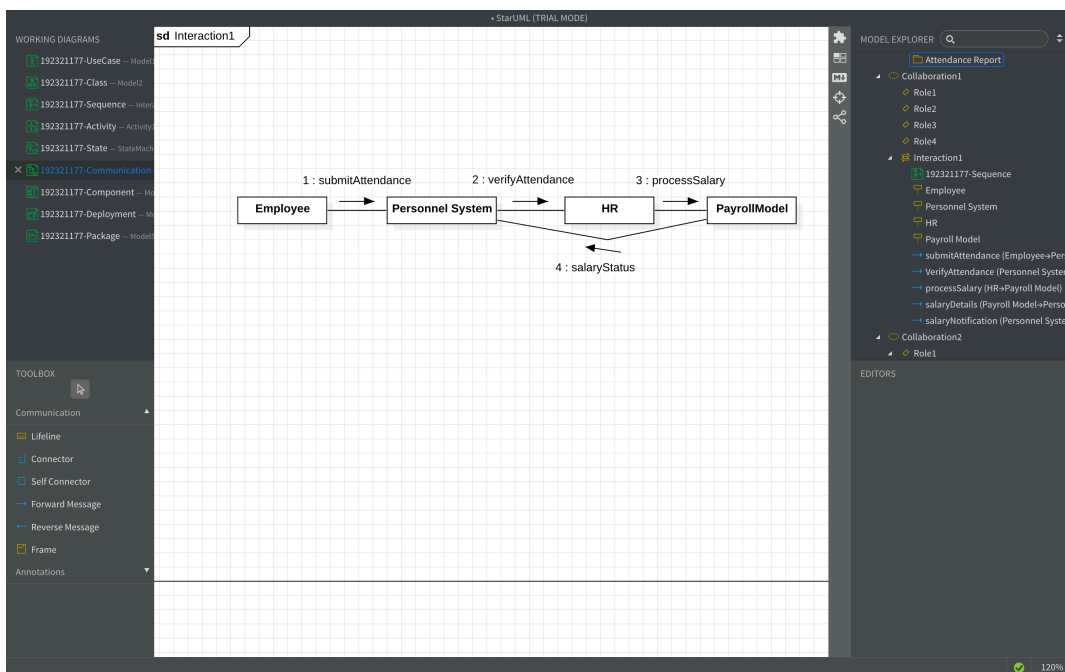 • StarUML (TRIAL MODE)
WORKING DIAGRAMS
192321177-UseCase — Model1
192321177-Class — Model2
192321177-Sequence — Intera
192321177-Activity — Activity1
192321177-State — StateMach
192321177-Communication
192321177-Component — Mo
192321177-Deployment — Mo
192321177-Package — Model5
TOOLBOX
Communication
Lifeline
Connector
Self Connector
Forward Message
Reverse Message
Frame
Annotations
sd Interaction1
1 : submitAttendance
2 : verifyAttendance
3 : processSalary
Employee
Personnel System
HR
PayrollModel
4 : salaryStatus
MODEL EXPLORER
Attendance Report
Collaboration1
Role1
Role2
Role3
Role4
Interaction1
192321177-Sequence
Employee
Personnel System
HR
Payroll Model
submitAttendance (Employee→Pers
VerifyAttendance (Personnel System
processSalary (HR→Payroll Model)
salaryDetails (Payroll Model→Perso
salaryNotification (Personnel Syste
Collaboration2
Role1
EDITORS
120%